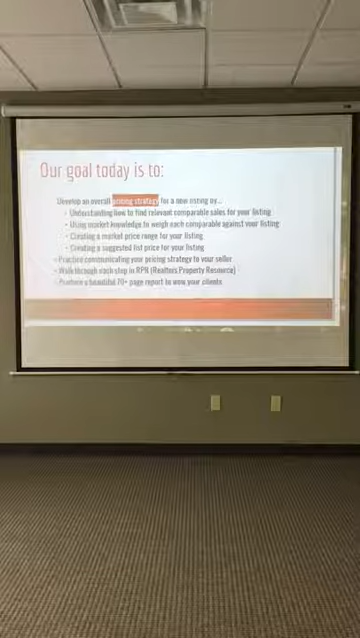 Our goal today is to:
Develop an overall pricing strategy for a new listing by...
- Understanding how to find relevant comparable sales for your listing
- Using market knowledge to weigh each comparable against your listing
- Creating a market price range for your listing
- Creating a suggested list price for your listing
- Practice communicating your pricing strategy to your seller
- Walk through each step in RPR (Realtors Property Resource)
- Produce a beautiful 70+ page report to wow your clients